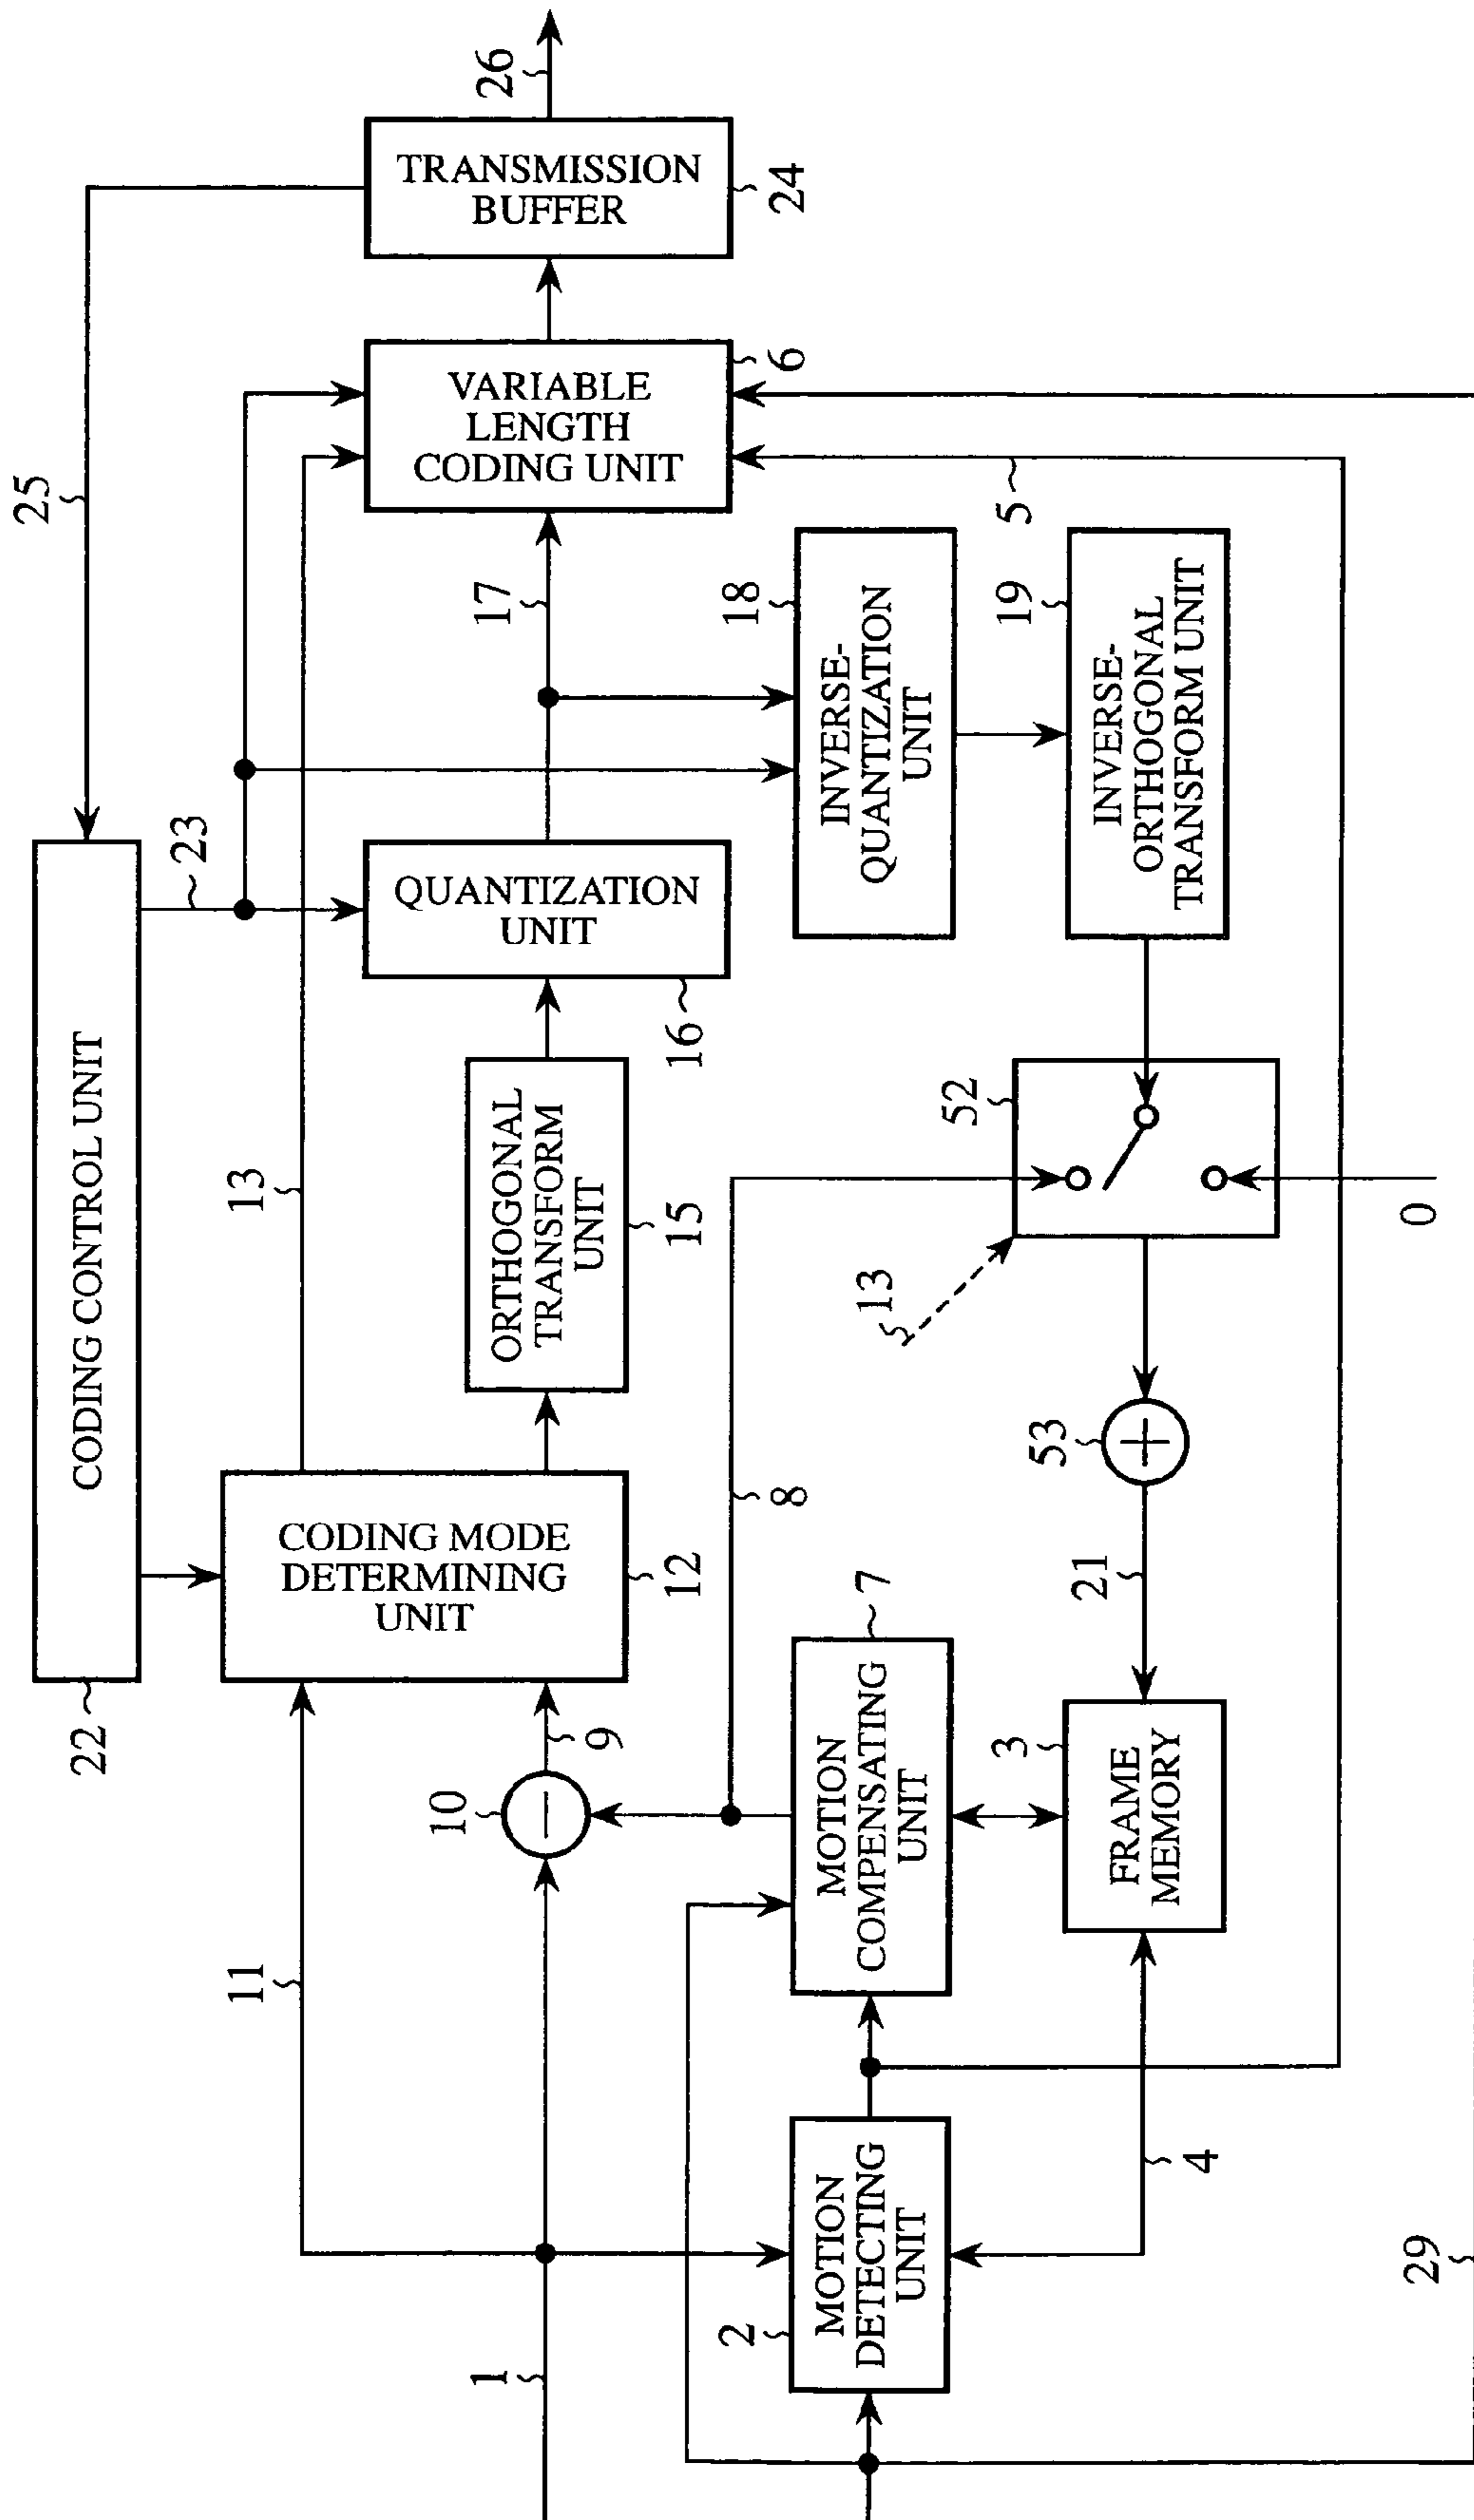 25
26
TRANSMISSION
BUFFER
24
VARIABLE
LENGTH
CODING UNIT
6
5
17
23
CODING CONTROL UNIT
22
13
QUANTIZATION
UNIT
16
18
INVERSE-
QUANTIZATION
UNIT
19
INVERSE-
ORTHOGONAL
TRANSFORM UNIT
ORTHOGONAL
TRANSFORM
UNIT
15
52
13
0
CODING MODE
DETERMINING
UNIT
12
8
53
21
11
10
9
MOTION
COMPENSATING
UNIT
7
3
FRAME
MEMORY
1
2
MOTION
DETECTING
UNIT
4
29